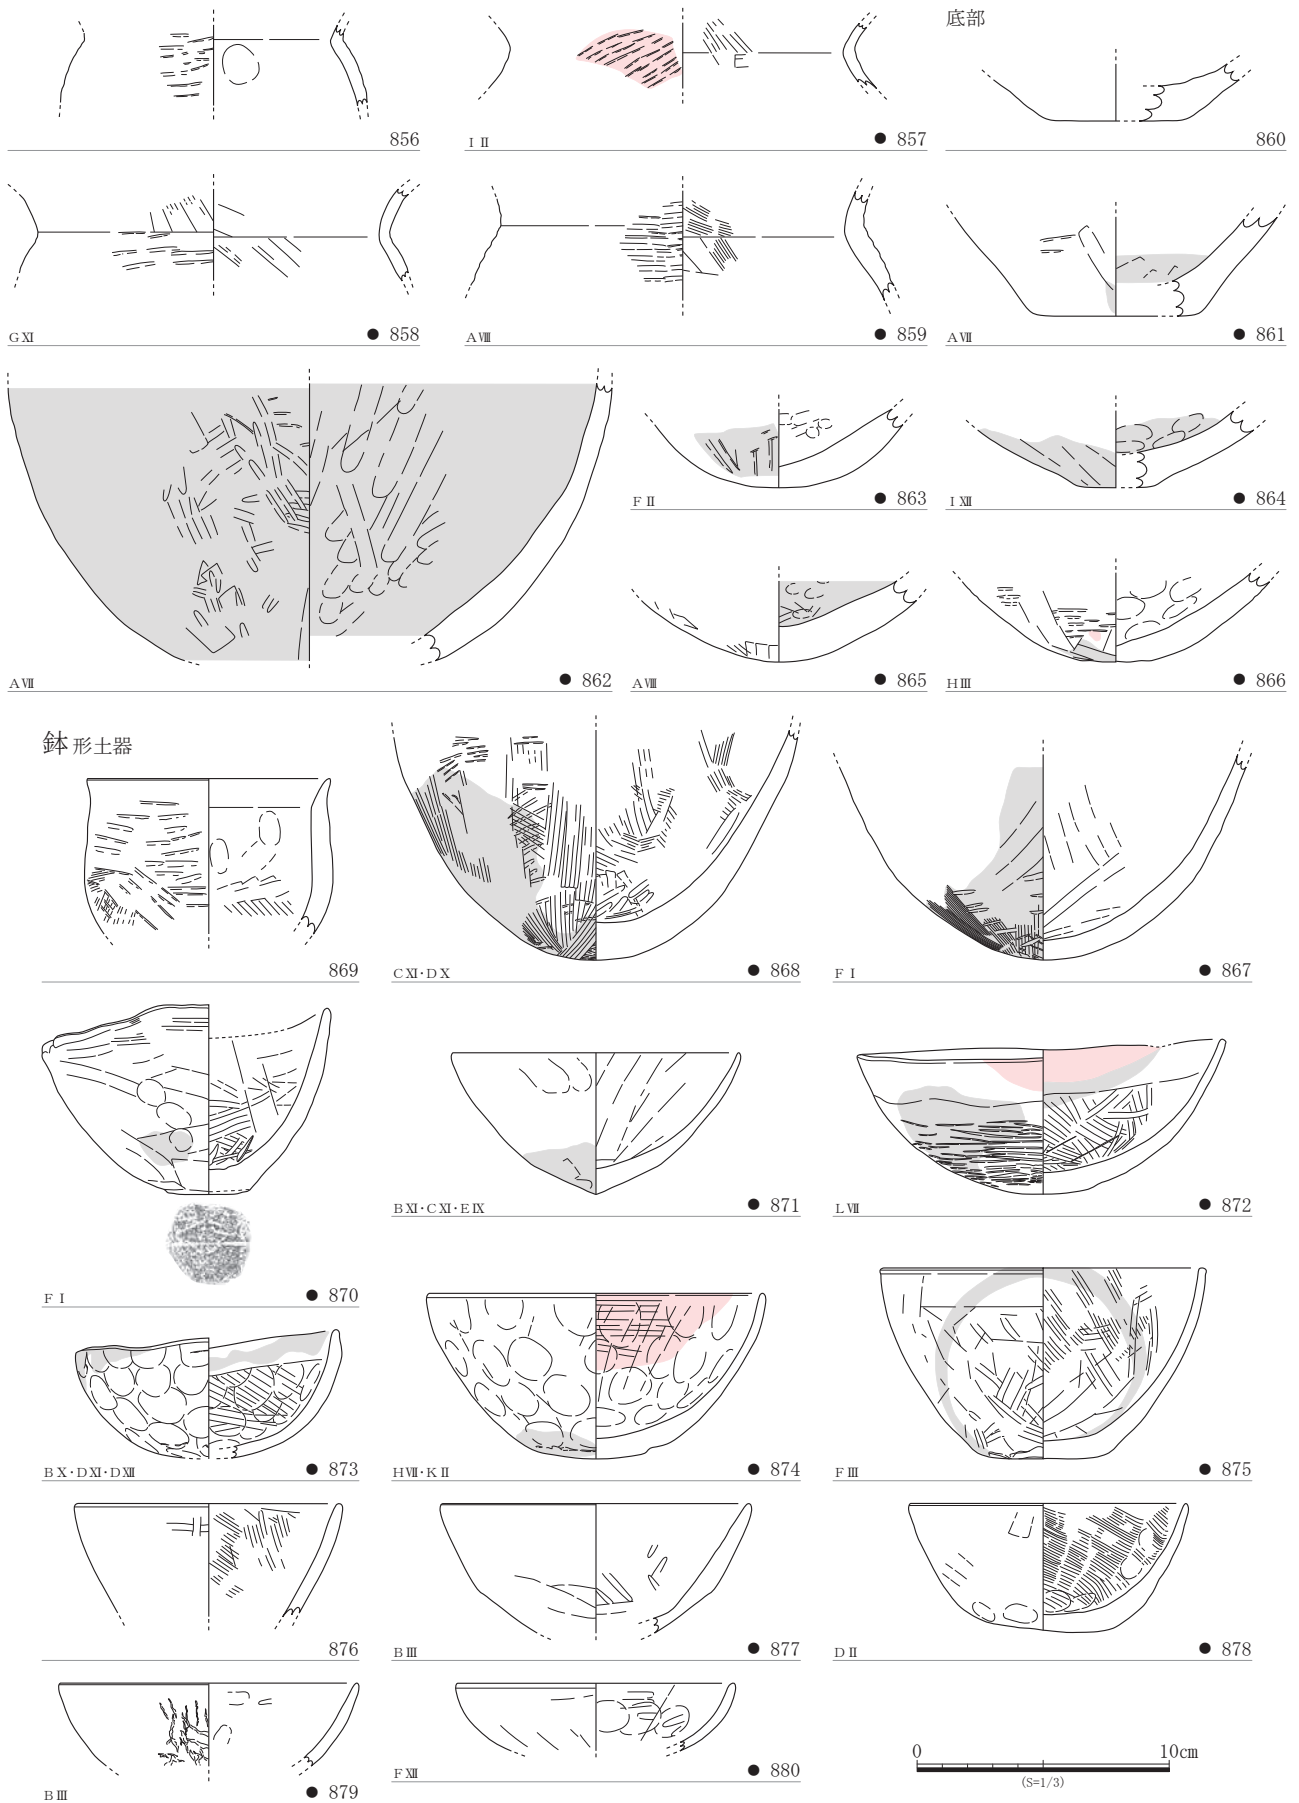 底部
856
I II ● 857
860
G XI ● 858
A VIII ● 859
A VII ● 861
A VII ● 862
F II ● 863
I XII ● 864
A VIII ● 865
H III ● 866
鉢形土器
869
C XI・D X ● 868
F I ● 867
F I ● 870
B XI・C XI・E IX ● 871
L VII ● 872
B X・D XI・D XII ● 873
H VII・K II ● 874
F III ● 875
876
B III ● 877
D II ● 878
B III ● 879
F XII ● 880
0 10cm
(S=1/3)